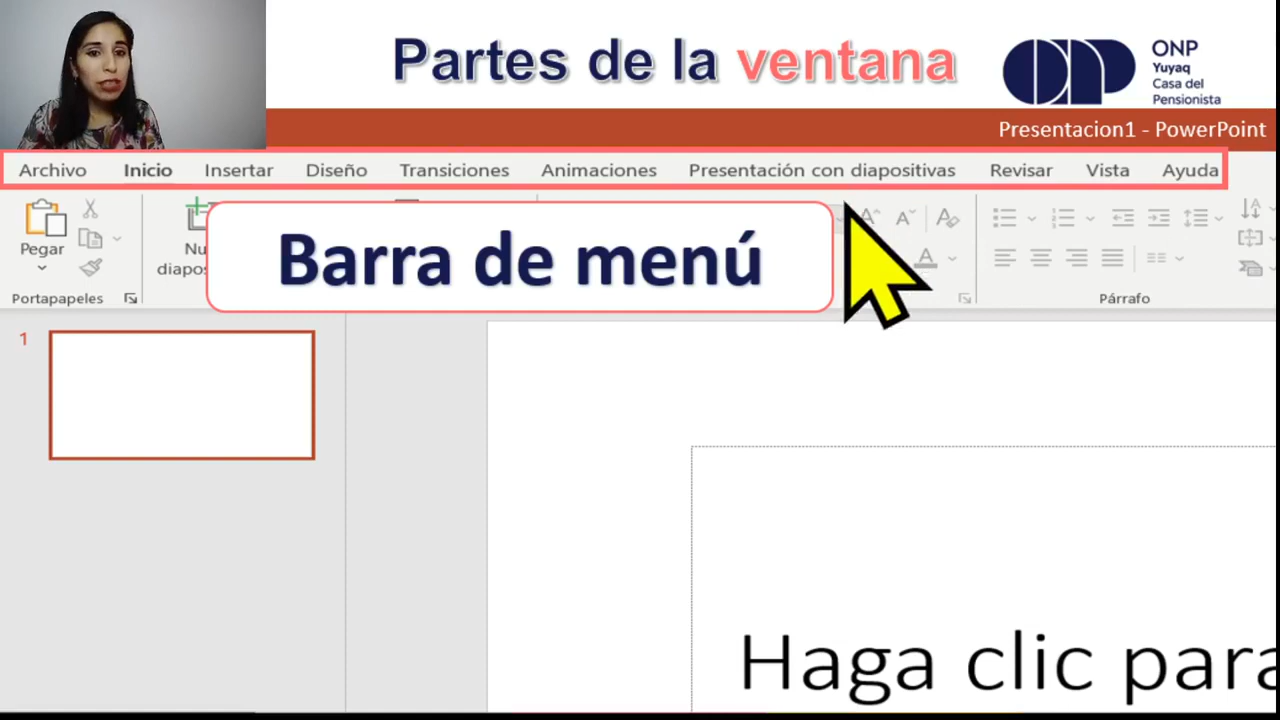 Partes de la ventana
ONP
Yuyaq
Casa del
Pensionista
Presentacion1 - PowerPoint
Archivo Inicio Insertar Diseño Transiciones Animaciones Presentación con diapositivas Revisar Vista Ayuda
Pegar
Barra de menú
Portapapeles
Párrafo
1
Haga clic para